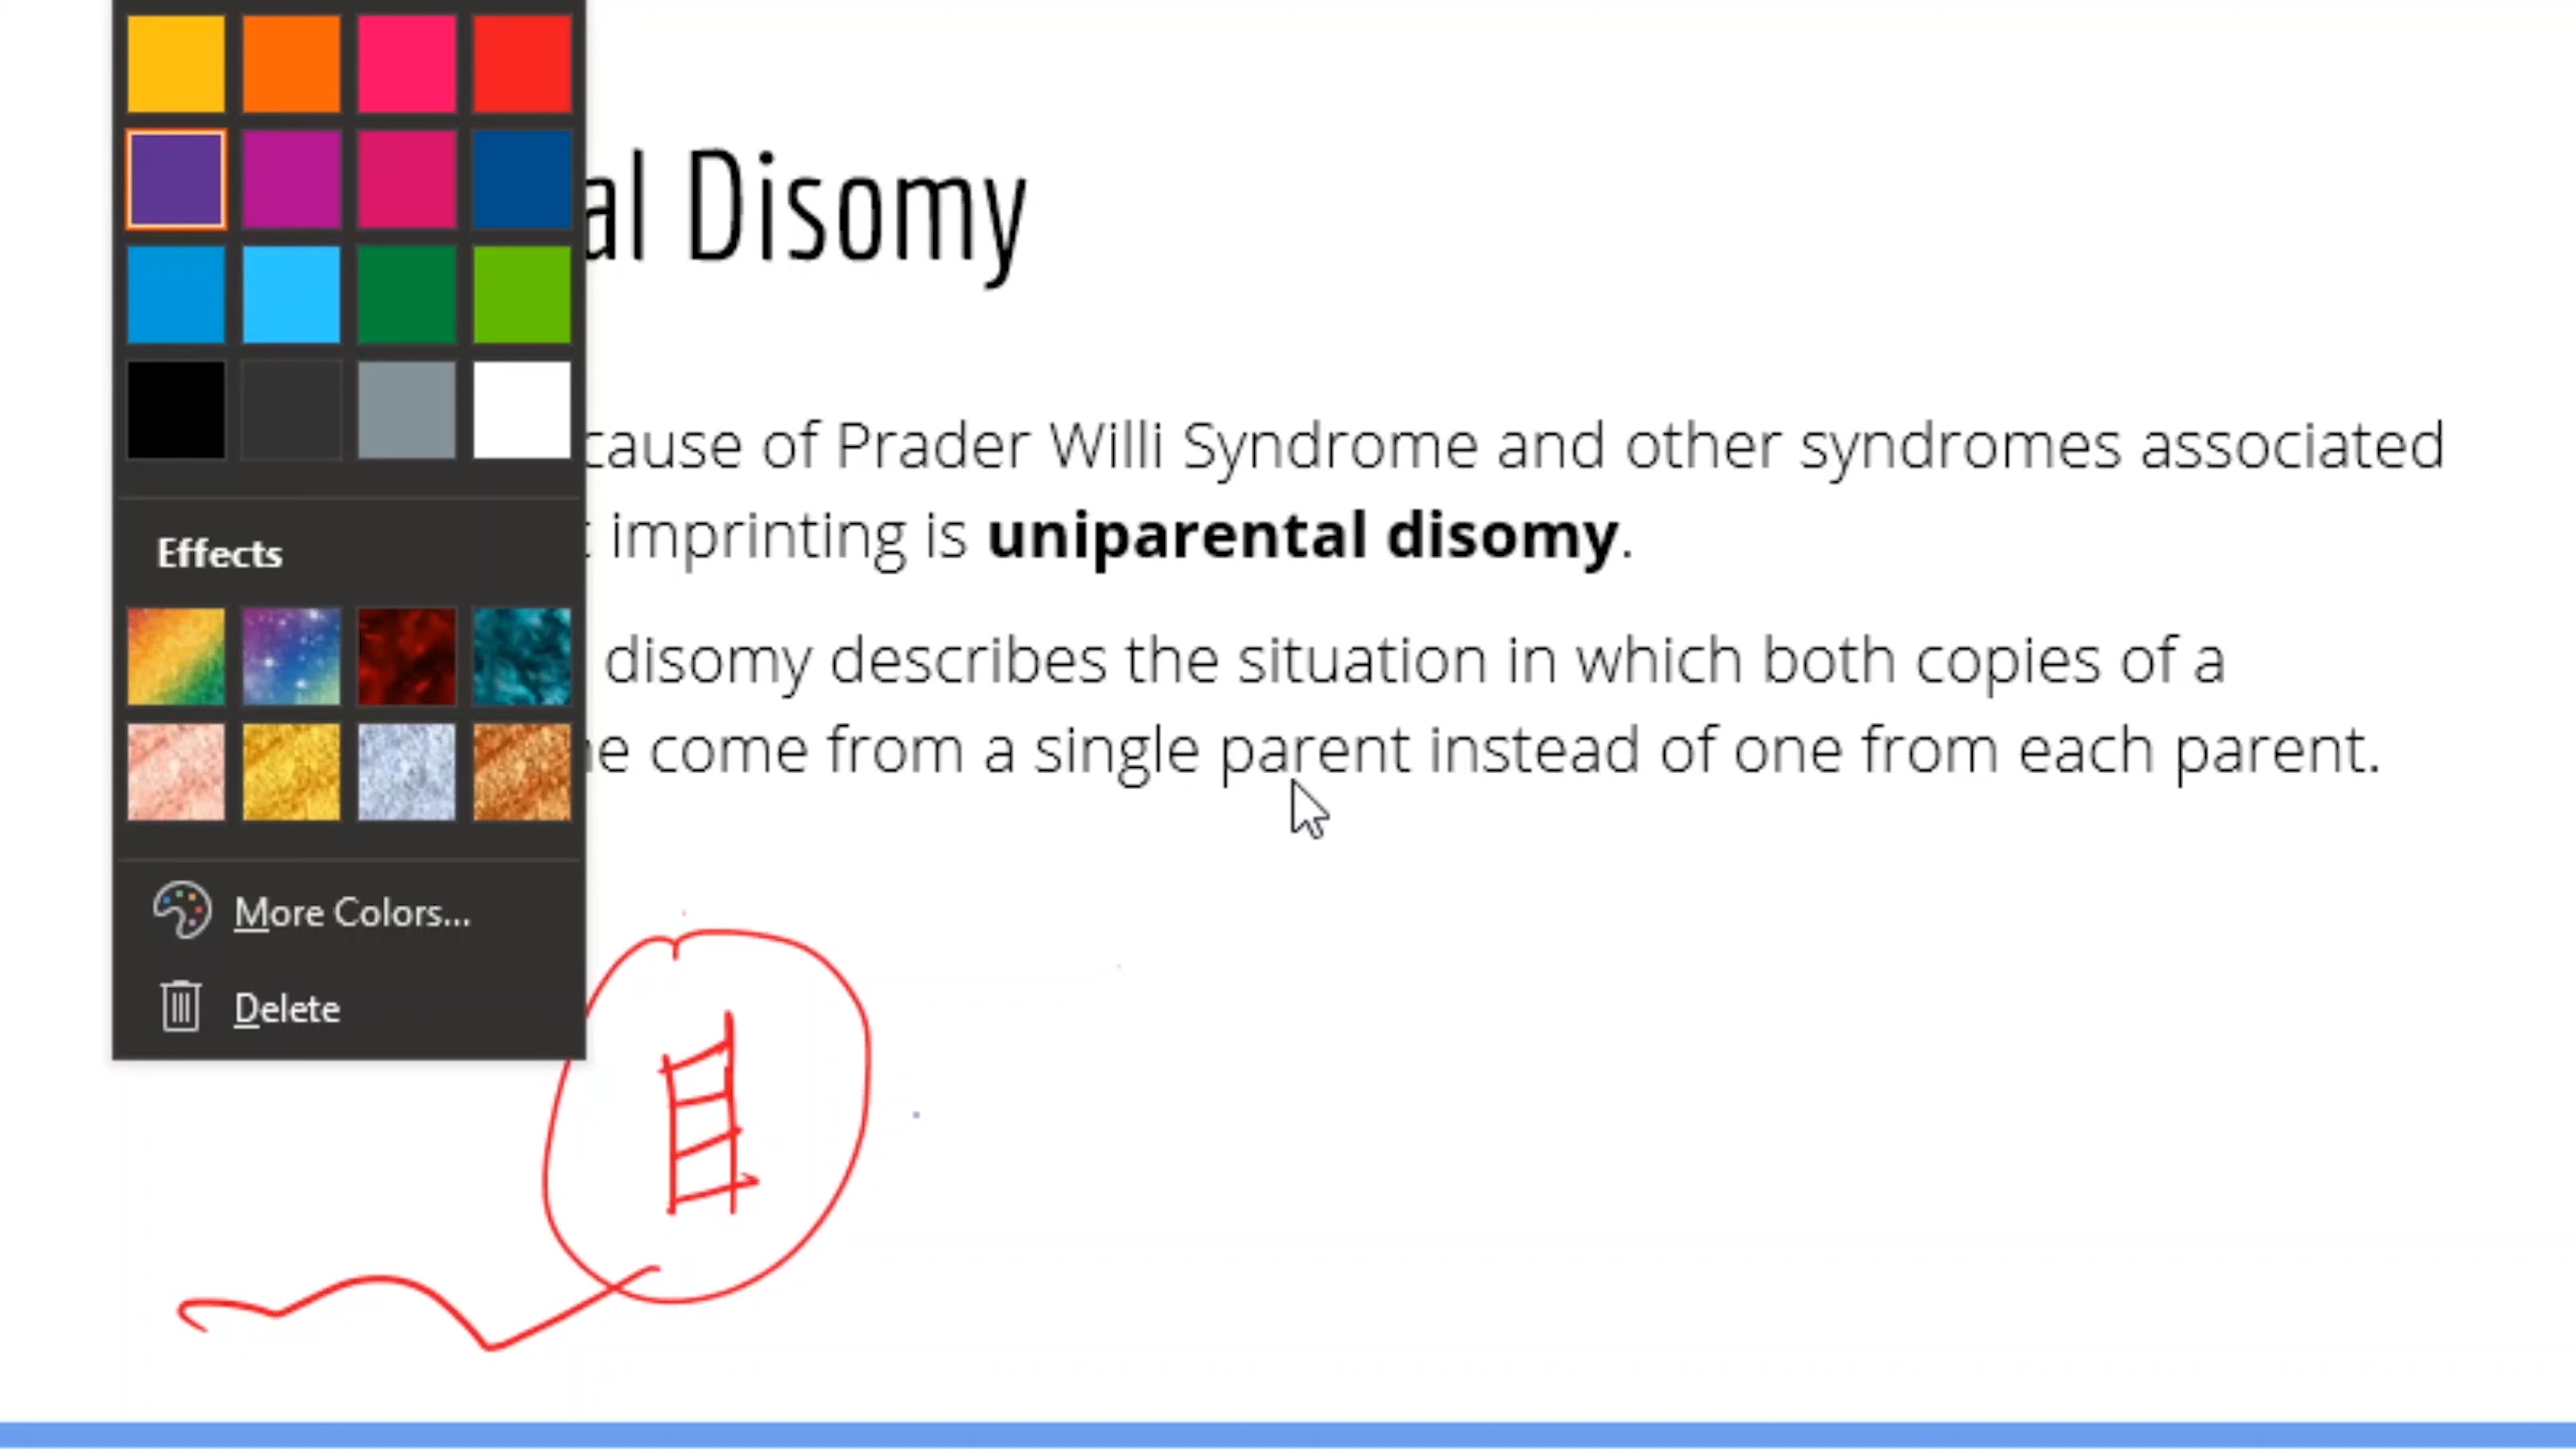 al Disomy
cause of Prader Willi Syndrome and other syndromes associated
imprinting is uniparental disomy.
disomy describes the situation in which both copies of a
come from a single parent instead of one from each parent.
Effects
More Colors...
Delete